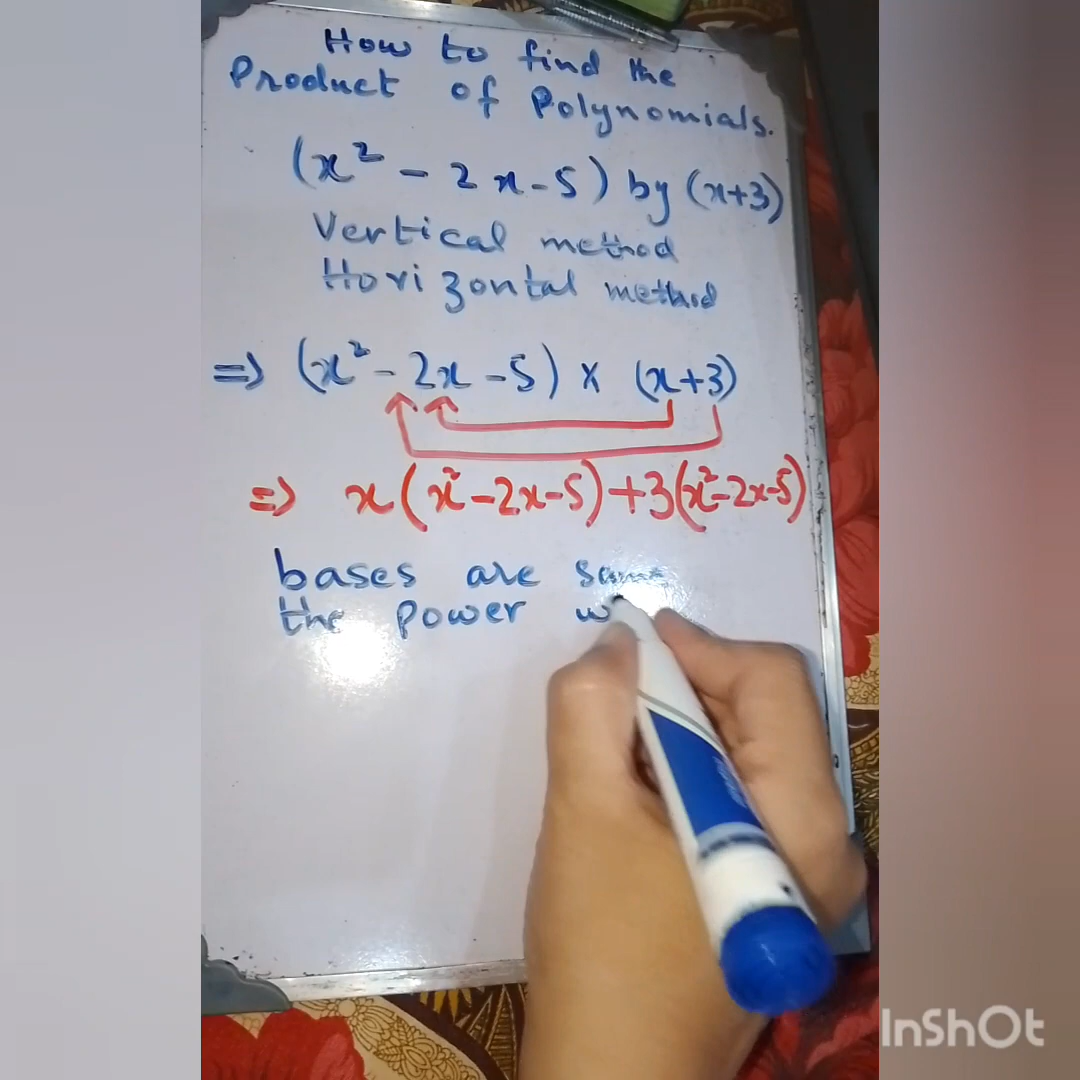 How to find the
Product of Polynomials.
(x² - 2x-5) by (x+3)
Vertical method
Horizontal method
=> (x² - 2x - 5) × (x+3)
=> x(x²-2x-5)+3(x²-2x-5)
bases are same
the power w
InShOt